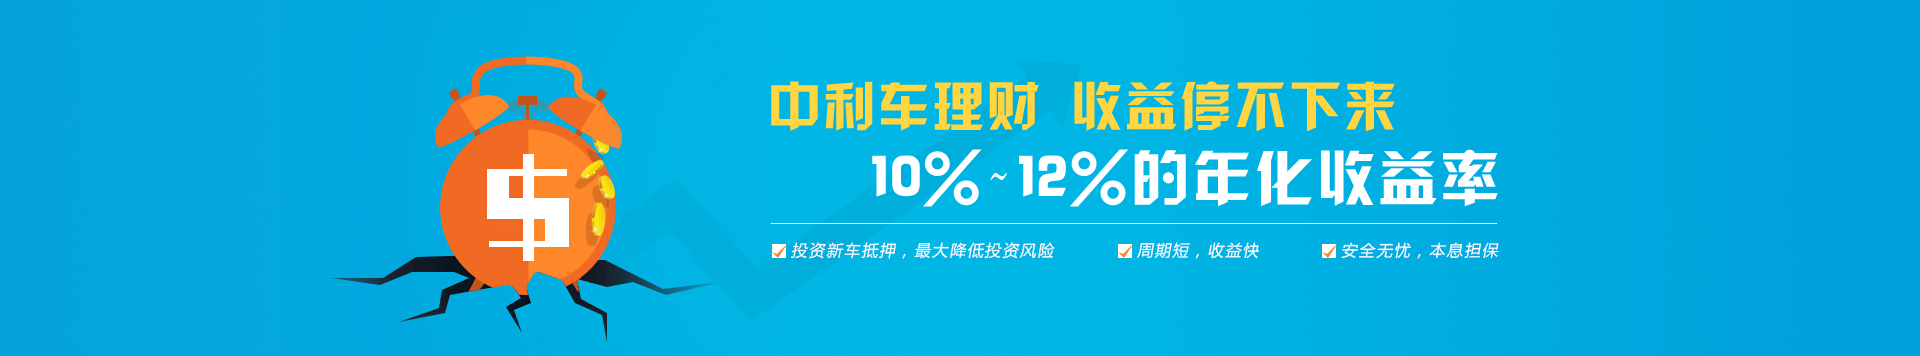 中利车理财 收益停不下来
10%~12%的年化收益率
投资新车抵押，最大降低投资风险 周期短，收益快 安全无忧，本息担保